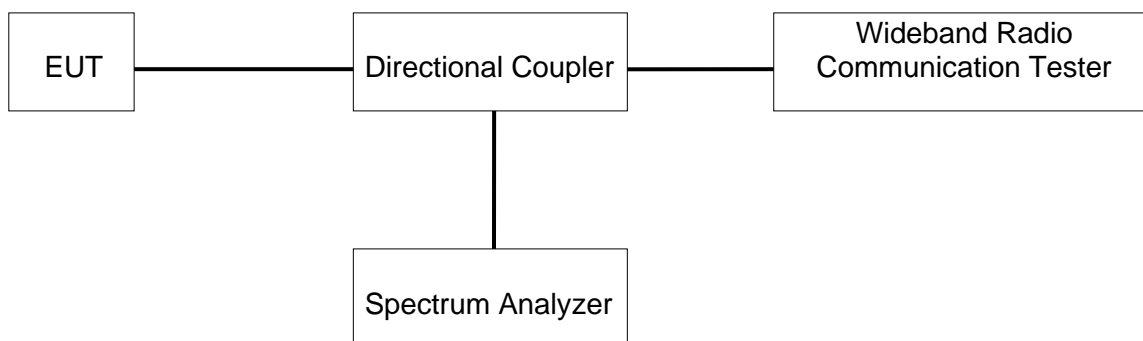 EUT
Directional Coupler
Wideband Radio
Communication Tester
Spectrum Analyzer